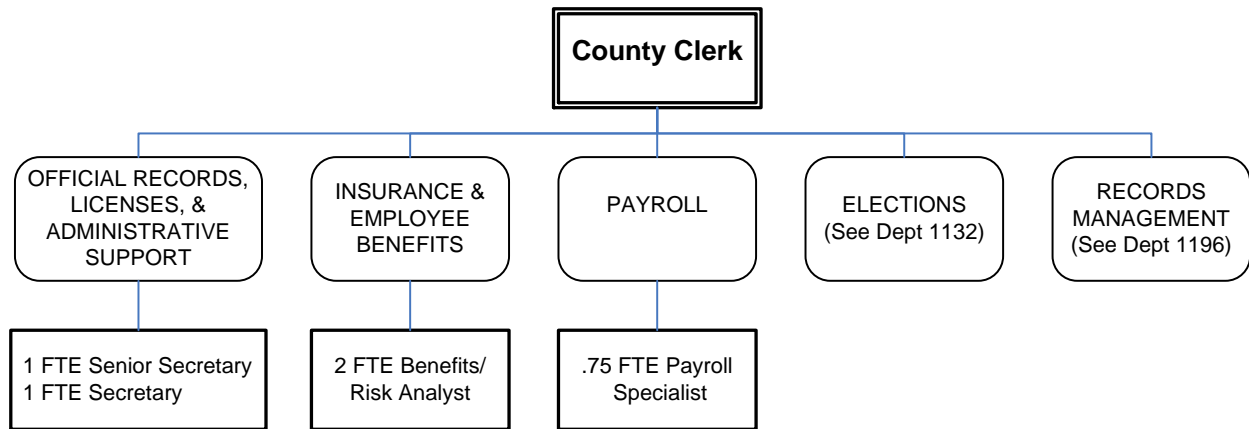 County Clerk
OFFICIAL RECORDS,
LICENSES, &
ADMINISTRATIVE
SUPPORT
INSURANCE &
EMPLOYEE
BENEFITS
PAYROLL
ELECTIONS
(See Dept 1132)
RECORDS
MANAGEMENT
(See Dept 1196)
1 FTE Senior Secretary
1 FTE Secretary
2 FTE Benefits/
Risk Analyst
.75 FTE Payroll
Specialist